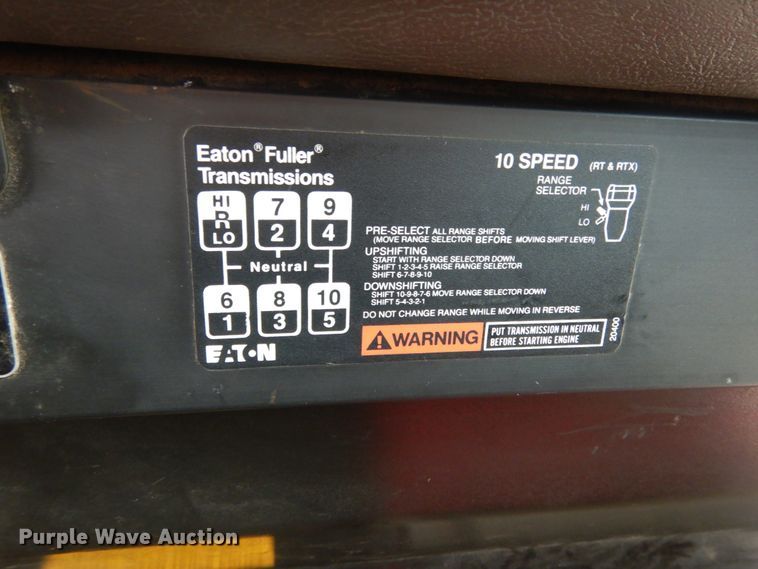 Eaton® Fuller®
Transmissions
10 SPEED (RT & RTX)
RANGE
SELECTOR
HI
LO
HI
R
LO
7
2
9
4
Neutral
6
1
8
3
10
5
EATON
PRE-SELECT ALL RANGE SHIFTS
(MOVE RANGE SELECTOR BEFORE MOVING SHIFT LEVER)
UPSHIFTING
START WITH RANGE SELECTOR DOWN
SHIFT 1-2-3-4-5 RAISE RANGE SELECTOR
SHIFT 6-7-8-9-10
DOWNSHIFTING
SHIFT 10-9-8-7-6 MOVE RANGE SELECTOR DOWN
SHIFT 5-4-3-2-1
DO NOT CHANGE RANGE WHILE MOVING IN REVERSE
WARNING
PUT TRANSMISSION IN NEUTRAL
BEFORE STARTING ENGINE
20400
Purple Wave Auction